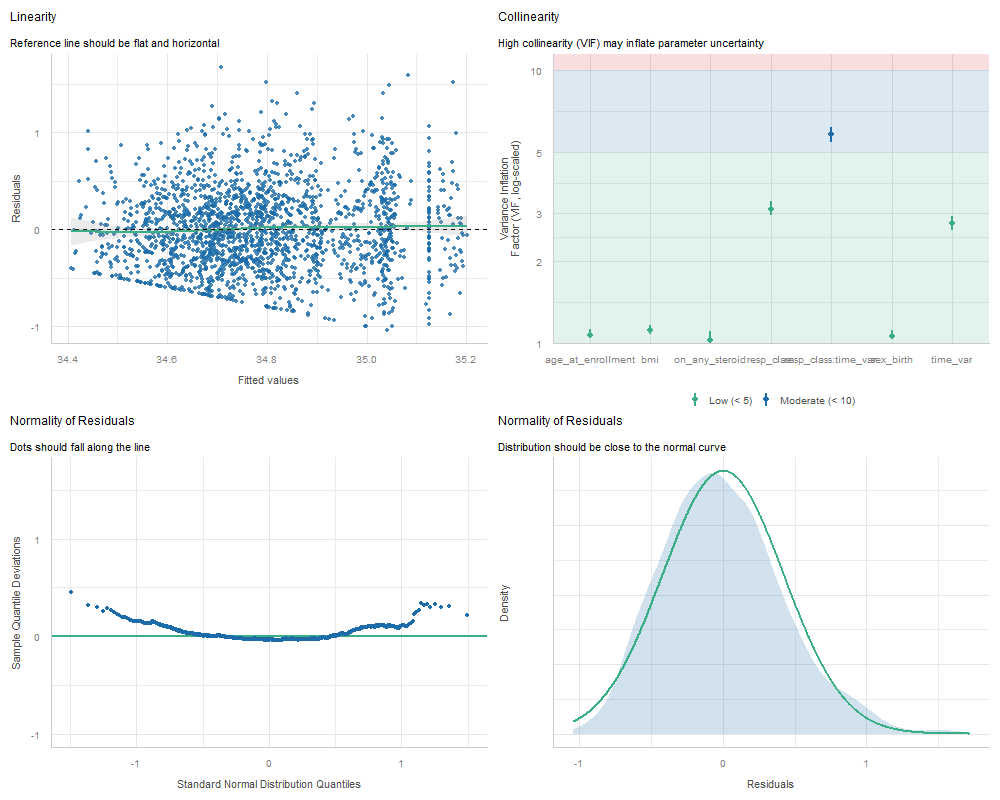 Linearity
Reference line should be flat and horizontal
Residuals
1
0
-1
34.4 34.6 34.8 35.0 35.2
Fitted values
Collinearity
High collinearity (VIF) may inflate parameter uncertainty
Variance Inflation
Factor (VIF, log-scaled)
10
5
3
2
1
age_at_enrollment bmi on_any_steroid resp_class resp_class:time_var sex_birth time_var
Low (< 5) Moderate (< 10)
Normality of Residuals
Dots should fall along the line
Sample Quantile Deviations
1
0
-1
-1 0 1
Standard Normal Distribution Quantiles
Normality of Residuals
Distribution should be close to the normal curve
Density
-1 0 1
Residuals